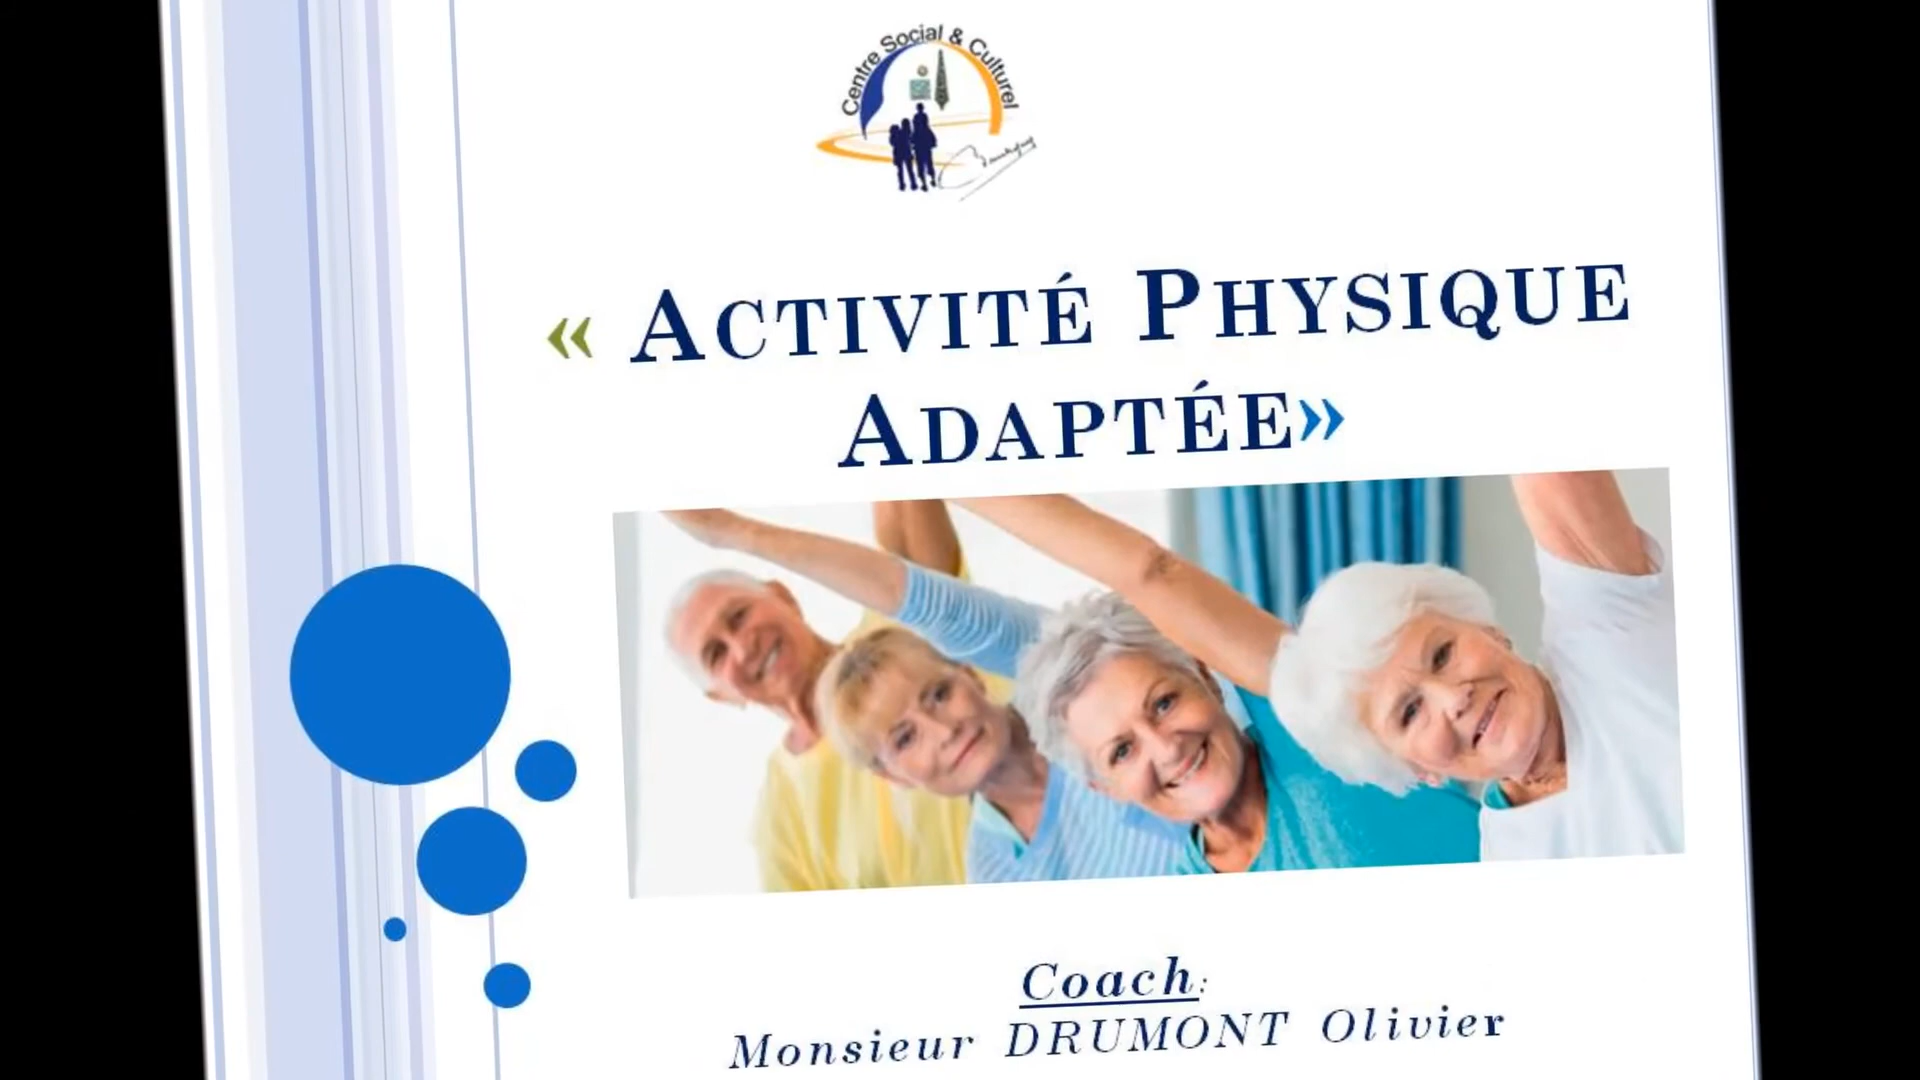 Centre Social & Culturel
« ACTIVITÉ PHYSIQUE
ADAPTÉE»
Coach:
Monsieur DRUMONT Olivier